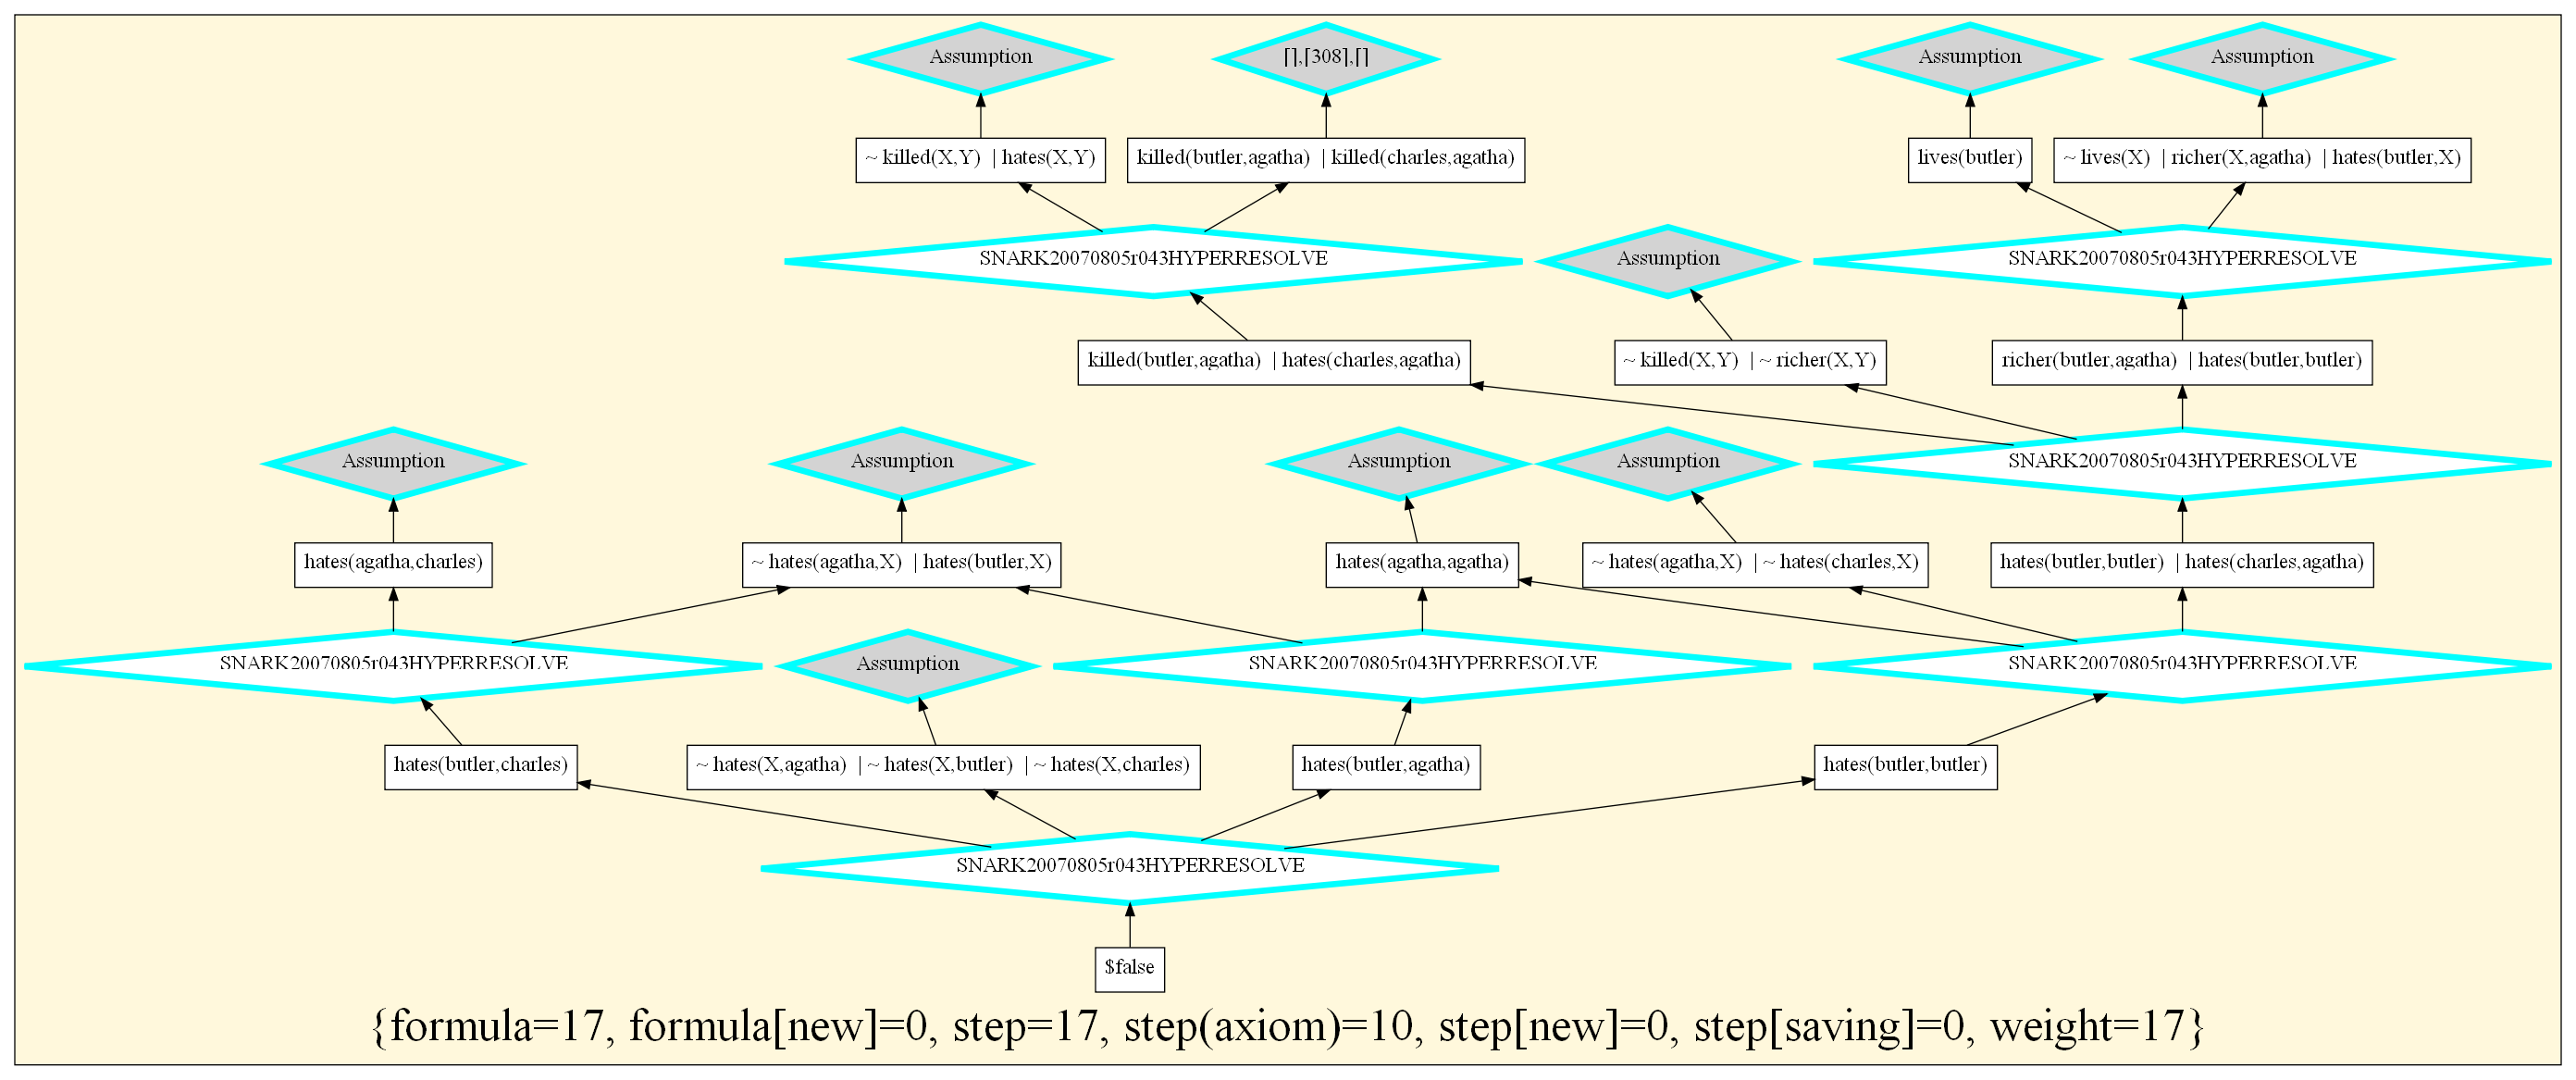 Assumption
[],[308],[]
Assumption
Assumption
~ killed(X,Y) | hates(X,Y)
killed(butler,agatha) | killed(charles,agatha)
lives(butler)
~ lives(X) | richer(X,agatha) | hates(butler,X)
SNARK20070805r043HYPERRESOLVE
Assumption
SNARK20070805r043HYPERRESOLVE
killed(butler,agatha) | hates(charles,agatha)
~ killed(X,Y) | ~ richer(X,Y)
richer(butler,agatha) | hates(butler,butler)
Assumption
Assumption
Assumption
Assumption
SNARK20070805r043HYPERRESOLVE
hates(agatha,charles)
~ hates(agatha,X) | hates(butler,X)
hates(agatha,agatha)
~ hates(agatha,X) | ~ hates(charles,X)
hates(butler,butler) | hates(charles,agatha)
SNARK20070805r043HYPERRESOLVE
Assumption
SNARK20070805r043HYPERRESOLVE
SNARK20070805r043HYPERRESOLVE
hates(butler,charles)
~ hates(X,agatha) | ~ hates(X,butler) | ~ hates(X,charles)
hates(butler,agatha)
hates(butler,butler)
SNARK20070805r043HYPERRESOLVE
$false
{formula=17, formula[new]=0, step=17, step(axiom)=10, step[new]=0, step[saving]=0, weight=17}